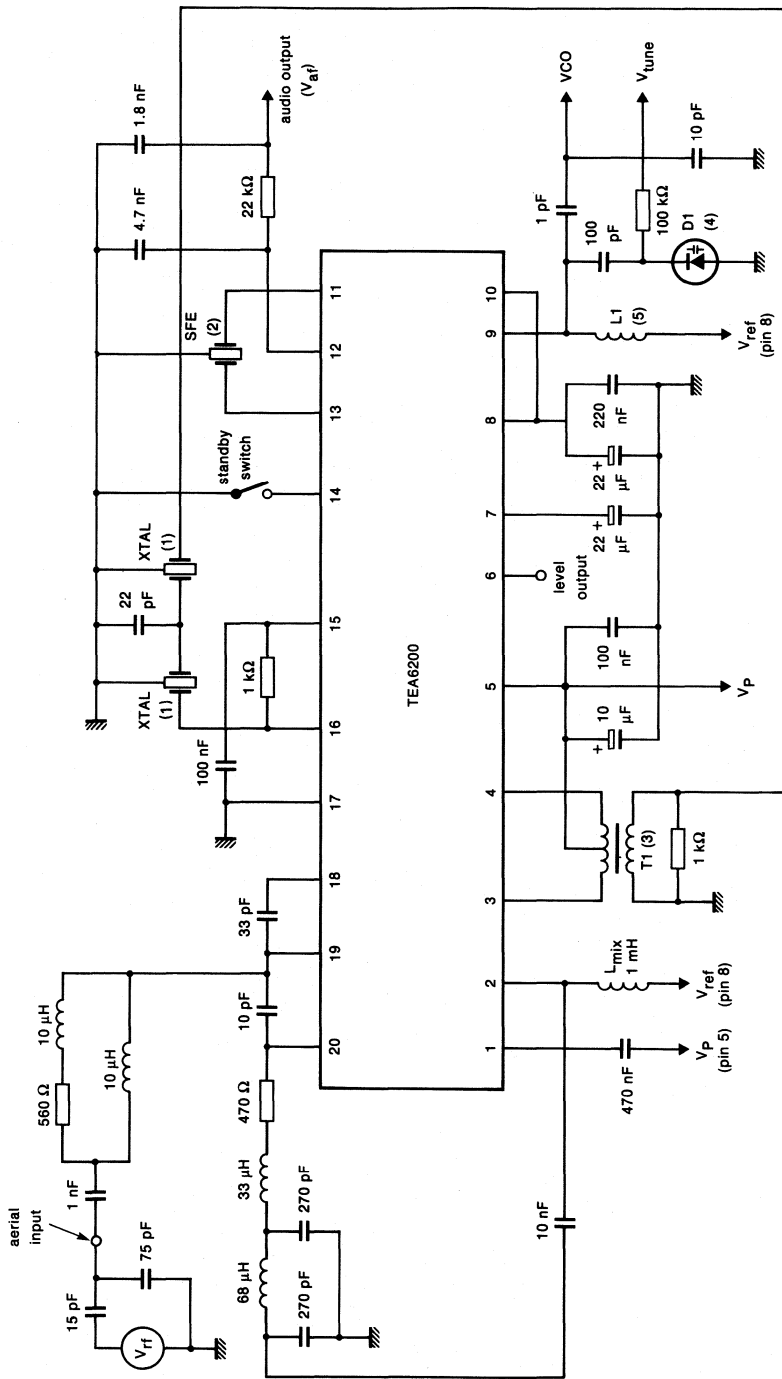 aerial
input
15 pF
Vrf
75 pF
1 nF
560 Ω
10 µH
10 µH
68 µH
270 pF
270 pF
33 µH
470 Ω
10 pF
33 pF
100 nF
1 kΩ
XTAL
(1)
22
pF
XTAL
(1)
standby
switch
SFE
(2)
4.7 nF
1.8 nF
22 kΩ
audio output
(Vaf)
20
19
18
17
16
15
14
13
12
11
TEA6200
1
2
3
4
5
6
7
8
9
10
10 nF
470 nF
VP
(pin 5)
Lmix
1 mH
Vref
(pin 8)
T1 (3)
1 kΩ
+
10
µF
100
nF
VP
level
output
22 +
µF
22 +
µF
220
nF
L1
(5)
Vref
(pin 8)
1 pF
100
pF
100 kΩ
D1
(4)
10 pF
VCO
Vtune